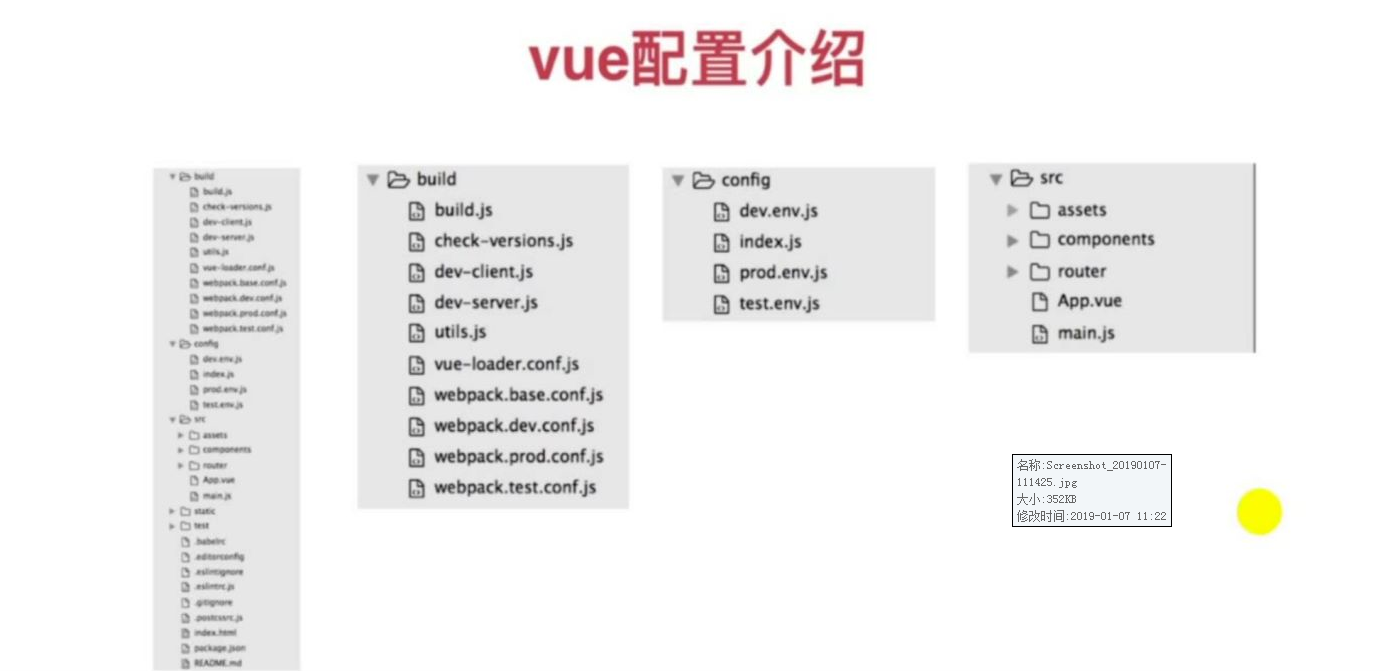 vue配置介绍
build
build.js
check-versions.js
dev-client.js
dev-server.js
utils.js
vue-loader.conf.js
webpack.base.conf.js
webpack.dev.conf.js
webpack.prod.conf.js
webpack.test.conf.js
config
dev.env.js
index.js
prod.env.js
test.env.js
src
assets
components
router
App.vue
main.js
static
test
.babelrc
.editorconfig
.eslintignore
.eslintrc.js
.gitignore
.postcssrc.js
index.html
package.json
README.md
build
build.js
check-versions.js
dev-client.js
dev-server.js
utils.js
vue-loader.conf.js
webpack.base.conf.js
webpack.dev.conf.js
webpack.prod.conf.js
webpack.test.conf.js
config
dev.env.js
index.js
prod.env.js
test.env.js
src
assets
components
router
App.vue
main.js
名称:Screenshot_20190107-
111425.jpg
大小:352KB
修改时间:2019-01-07 11:22